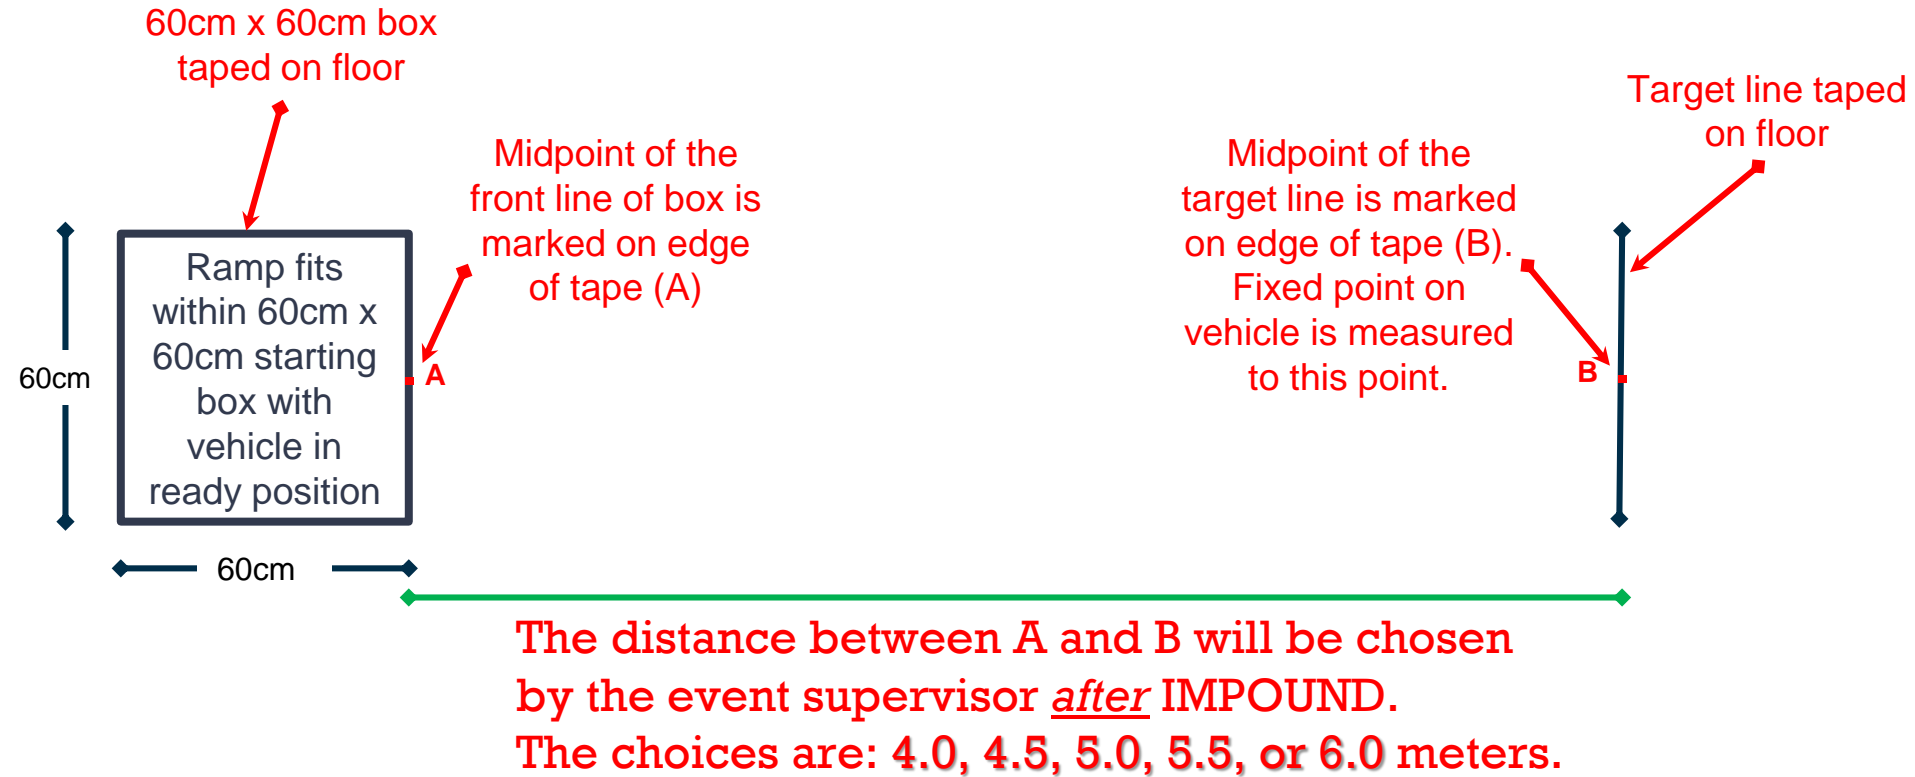 60cm x 60cm box
taped on floor
Target line taped
on floor
Midpoint of the
front line of box is
marked on edge
of tape (A)
Midpoint of the
target line is marked
on edge of tape (B).
Fixed point on
vehicle is measured
to this point.
Ramp fits
within 60cm x
60cm starting
box with
vehicle in
ready position
60cm
A
B
60cm
The distance between A and B will be chosen
by the event supervisor after IMPOUND.
The choices are: 4.0, 4.5, 5.0, 5.5, or 6.0 meters.